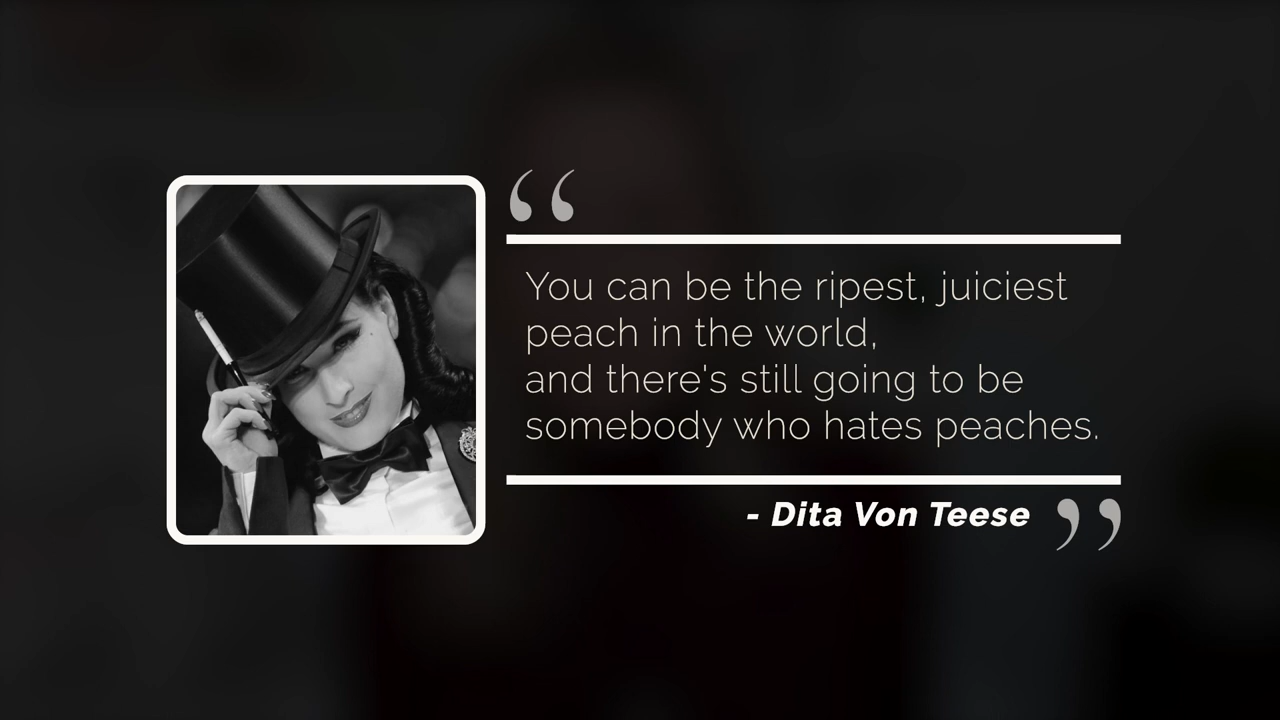 “
You can be the ripest, juiciest
peach in the world,
and there's still going to be
somebody who hates peaches.
- Dita Von Teese ”